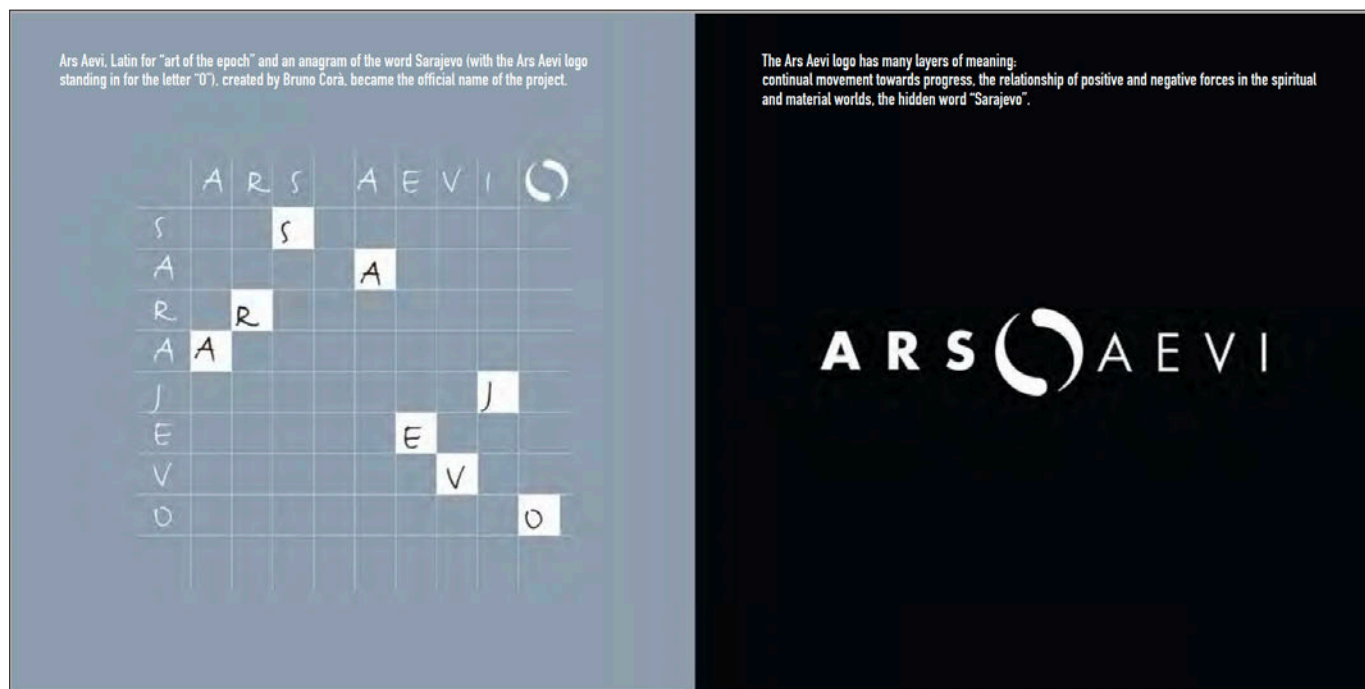 Ars Aevi, Latin for “art of the epoch” and an anagram of the word Sarajevo (with the Ars Aevi logo
standing in for the letter “O”), created by Bruno Corà, became the official name of the project.
A R S A E V I
S S
A A
R R
A A
J J
E E
V V
O O
The Ars Aevi logo has many layers of meaning:
continual movement towards progress, the relationship of positive and negative forces in the spiritual
and material worlds, the hidden word “Sarajevo”.
ARS AEVI